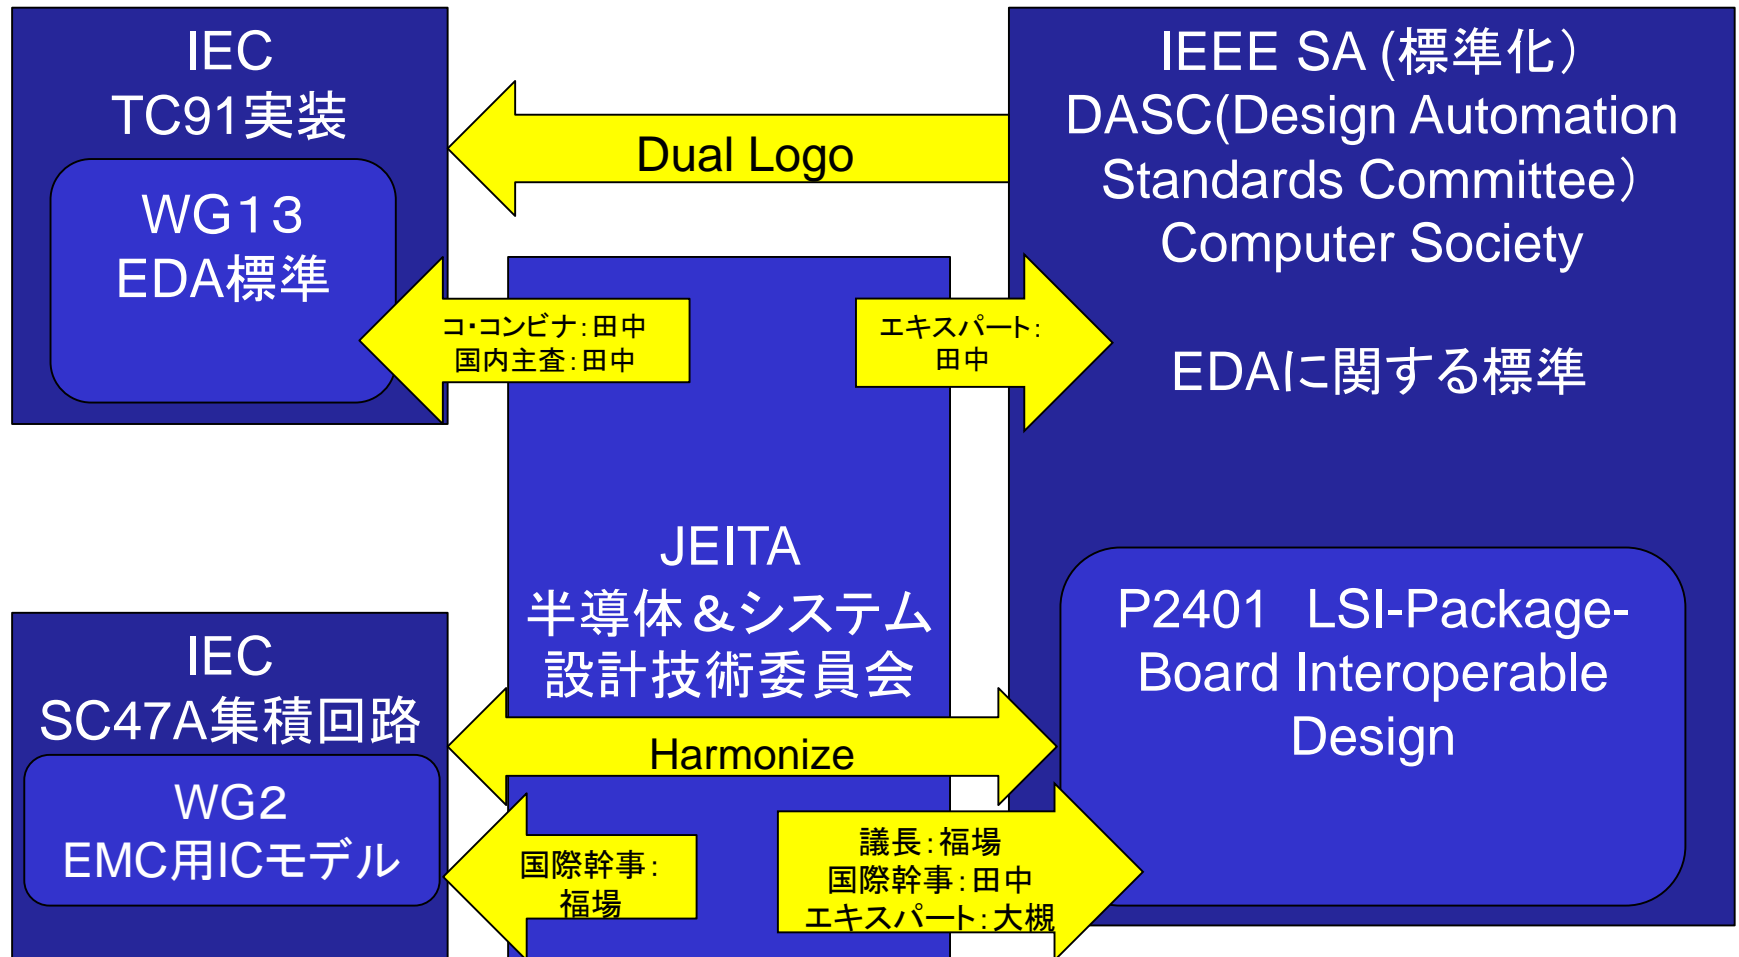 IEC
TC91実装
WG13
EDA標準
Dual Logo
IEEE SA (標準化）
DASC(Design Automation
Standards Committee）
Computer Society
EDAに関する標準
コ・コンビナ：田中
国内主査：田中
エキスパート：
田中
JEITA
半導体＆システム
設計技術委員会
P2401　LSI-Package-
Board Interoperable
Design
IEC
SC47A集積回路
WG2
EMC用ICモデル
Harmonize
国際幹事：
福場
議長：福場
国際幹事：田中
エキスパート：大槻